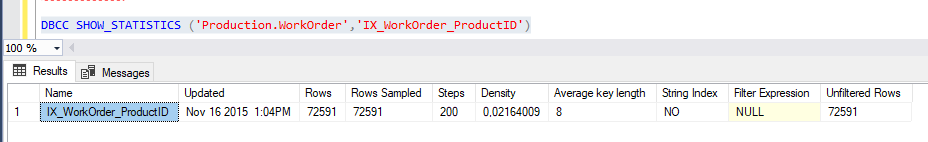 DBCC SHOW_STATISTICS ('Production.WorkOrder','IX_WorkOrder_ProductID')
100 %
Results Messages
Name Updated Rows Rows Sampled Steps Density Average key length String Index Filter Expression Unfiltered Rows
1 IX_WorkOrder_ProductID Nov 16 2015 1:04PM 72591 72591 200 0,02164009 8 NO NULL 72591